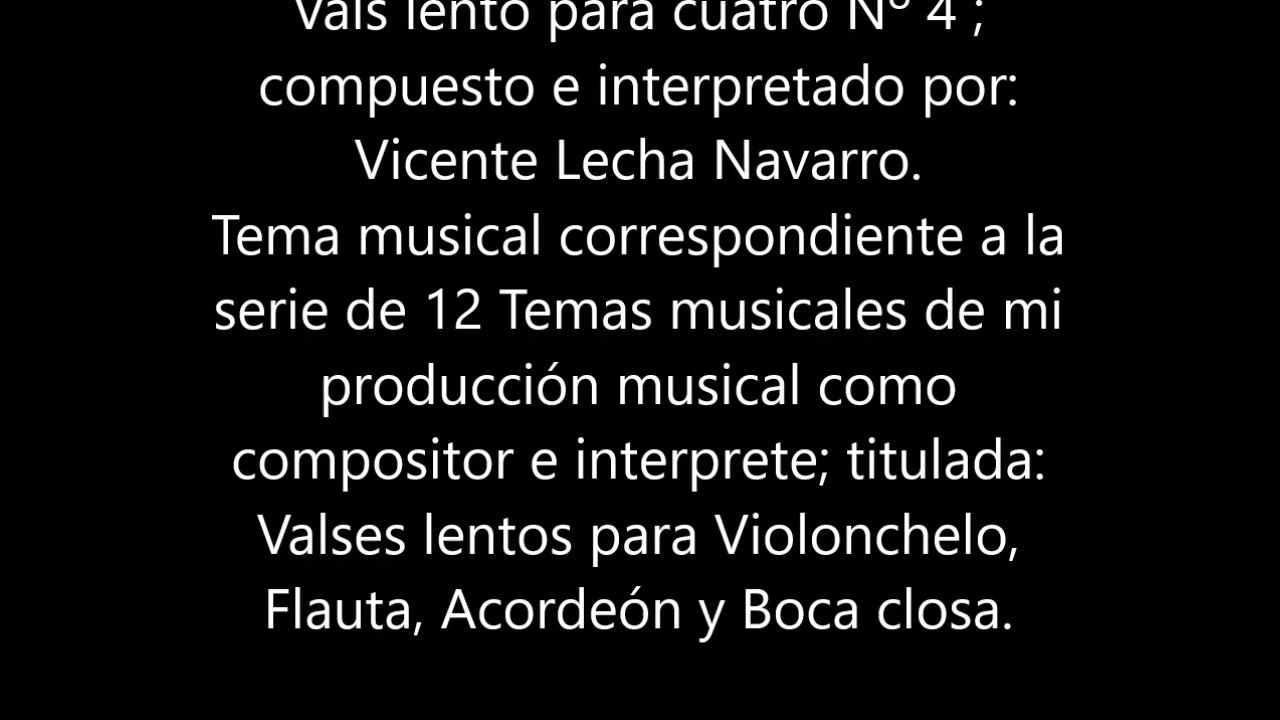 Vals lento para cuatro Nº 4 ;
compuesto e interpretado por:
Vicente Lecha Navarro.
Tema musical correspondiente a la
serie de 12 Temas musicales de mi
producción musical como
compositor e interprete; titulada:
Valses lentos para Violonchelo,
Flauta, Acordeón y Boca closa.